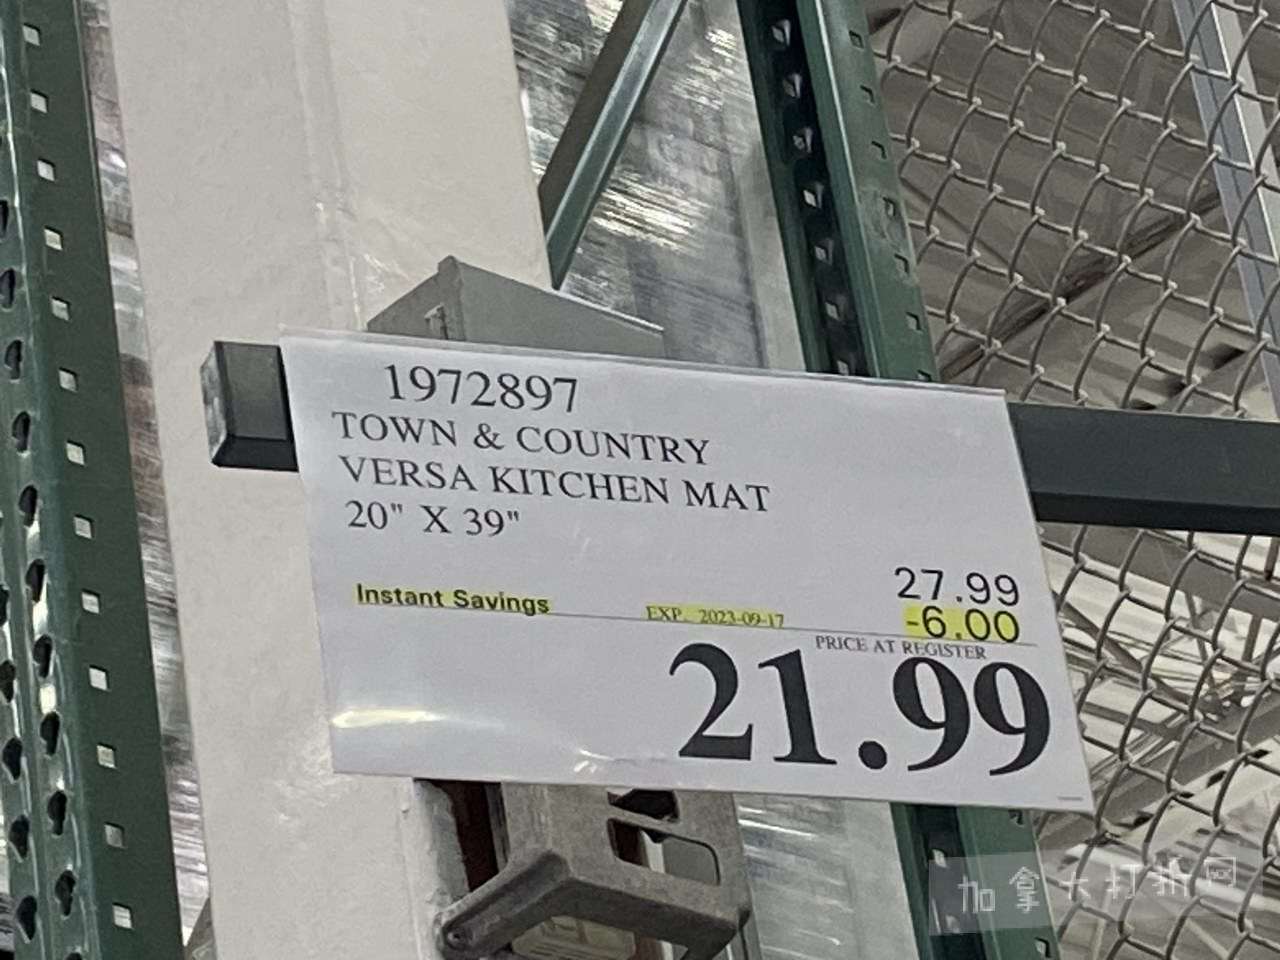 1972897
TOWN & COUNTRY
VERSA KITCHEN MAT
20" X 39"
27.99
Instant Savings EXP. 2023-09-17 -6.00
PRICE AT REGISTER
21.99
加拿大打折网